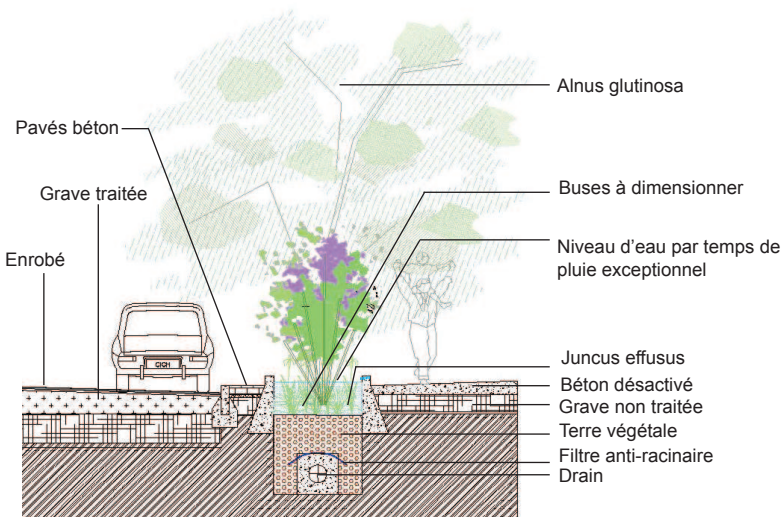 Alnus glutinosa
Pavés béton
Grave traitée
Enrobé
Buses à dimensionner
Niveau d'eau par temps de
pluie exceptionnel
Juncus effusus
Béton désactivé
Grave non traitée
Terre végétale
Filtre anti-racinaire
Drain